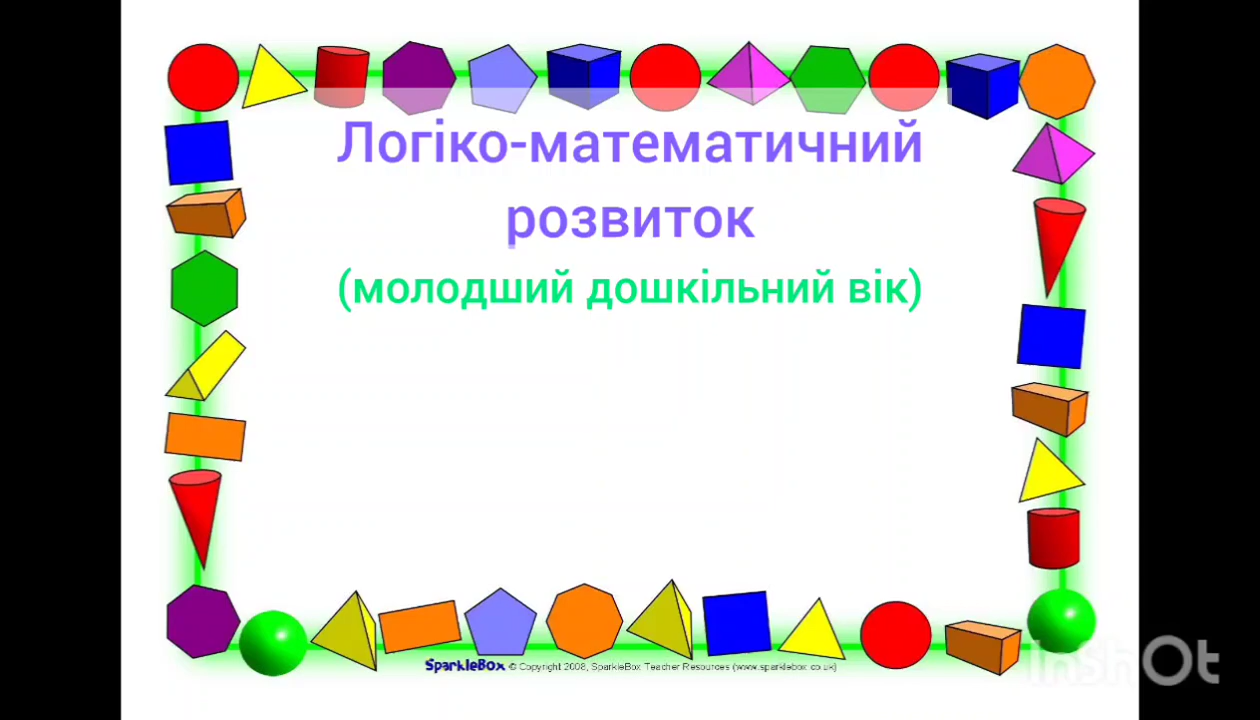 Логіко-математичний
розвиток
(молодший дошкільний вік)
SparkleBox © Copyright 2008, SparkleBox Teacher Resources (www.sparklebox.co.uk)
InShOt